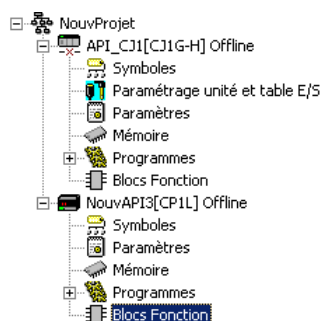 NouvProjet
API_CJ1[CJ1G-H] Offline
Symboles
Paramétrage unité et table E/S
Paramètres
Mémoire
Programmes
Blocs Fonction
NouvAPI3[CP1L] Offline
Symboles
Paramètres
Mémoire
Programmes
Blocs Fonction